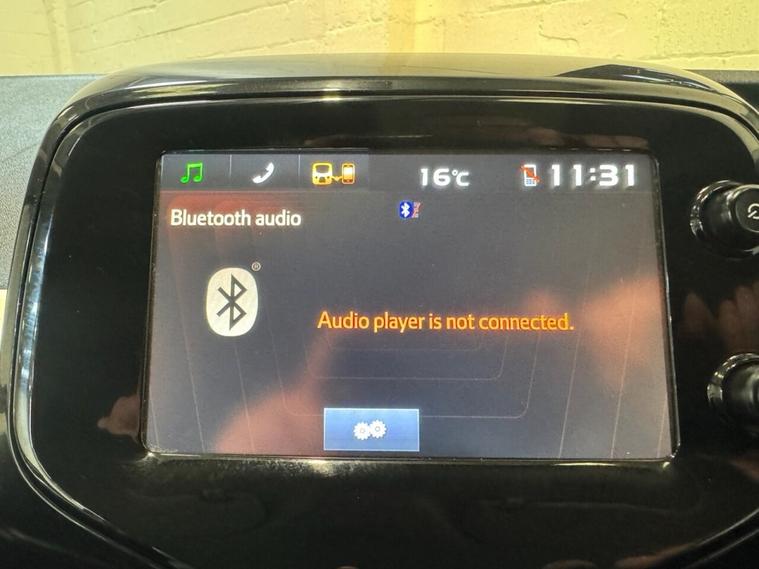 16°C
11:31
Bluetooth audio
®
Audio player is not connected.